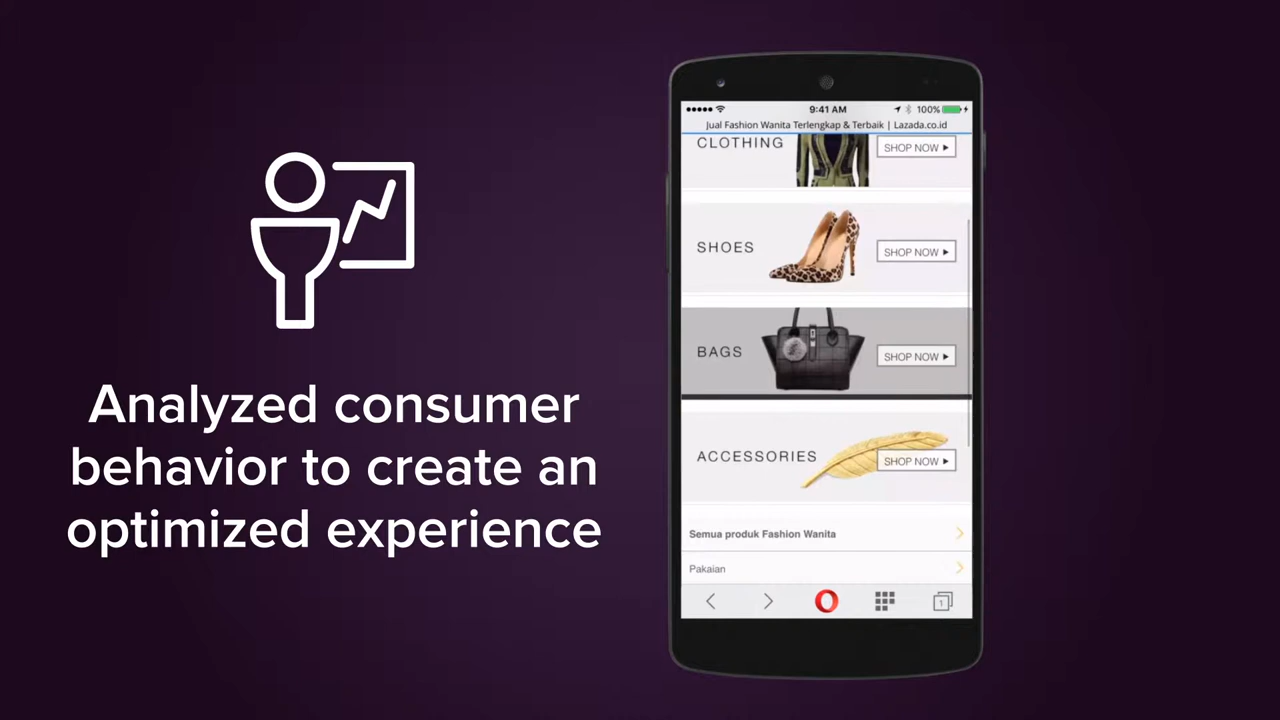 Analyzed consumer
behavior to create an
optimized experience
9:41 AM
100%
Jual Fashion Wanita Terlengkap & Terbaik | Lazada.co.id
CLOTHING
SHOP NOW ▶
SHOES
SHOP NOW ▶
BAGS
SHOP NOW ▶
ACCESSORIES
SHOP NOW ▶
Semua produk Fashion Wanita
Pakaian
1